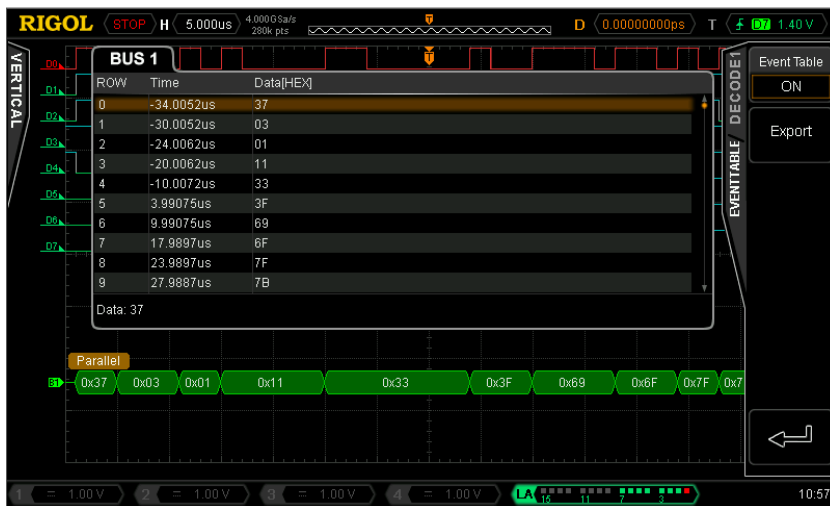 RIGOL STOP H 5.000us 4.000GSa/s 280k pts T D 0.00000000ps T D7 1.40 V
VERTICAL
D0
D1
D2
D3
D4
D5
D6
D7
BUS 1
ROW Time Data[HEX]
0 -34.0052us 37
1 -30.0052us 03
2 -24.0062us 01
3 -20.0062us 11
4 -10.0072us 33
5 3.99075us 3F
6 9.99075us 69
7 17.9897us 6F
8 23.9897us 7F
9 27.9887us 7B
Data: 37
T
DECODE1
EVENTTABLE
Event Table
ON
Export
Parallel
B1 0x37 0x03 0x01 0x11 0x33 0x3F 0x69 0x6F 0x7F 0x7
1 = 1.00 V 2 = 1.00 V 3 = 1.00 V 4 = 1.00 V LA 15 11 7 3 10:57